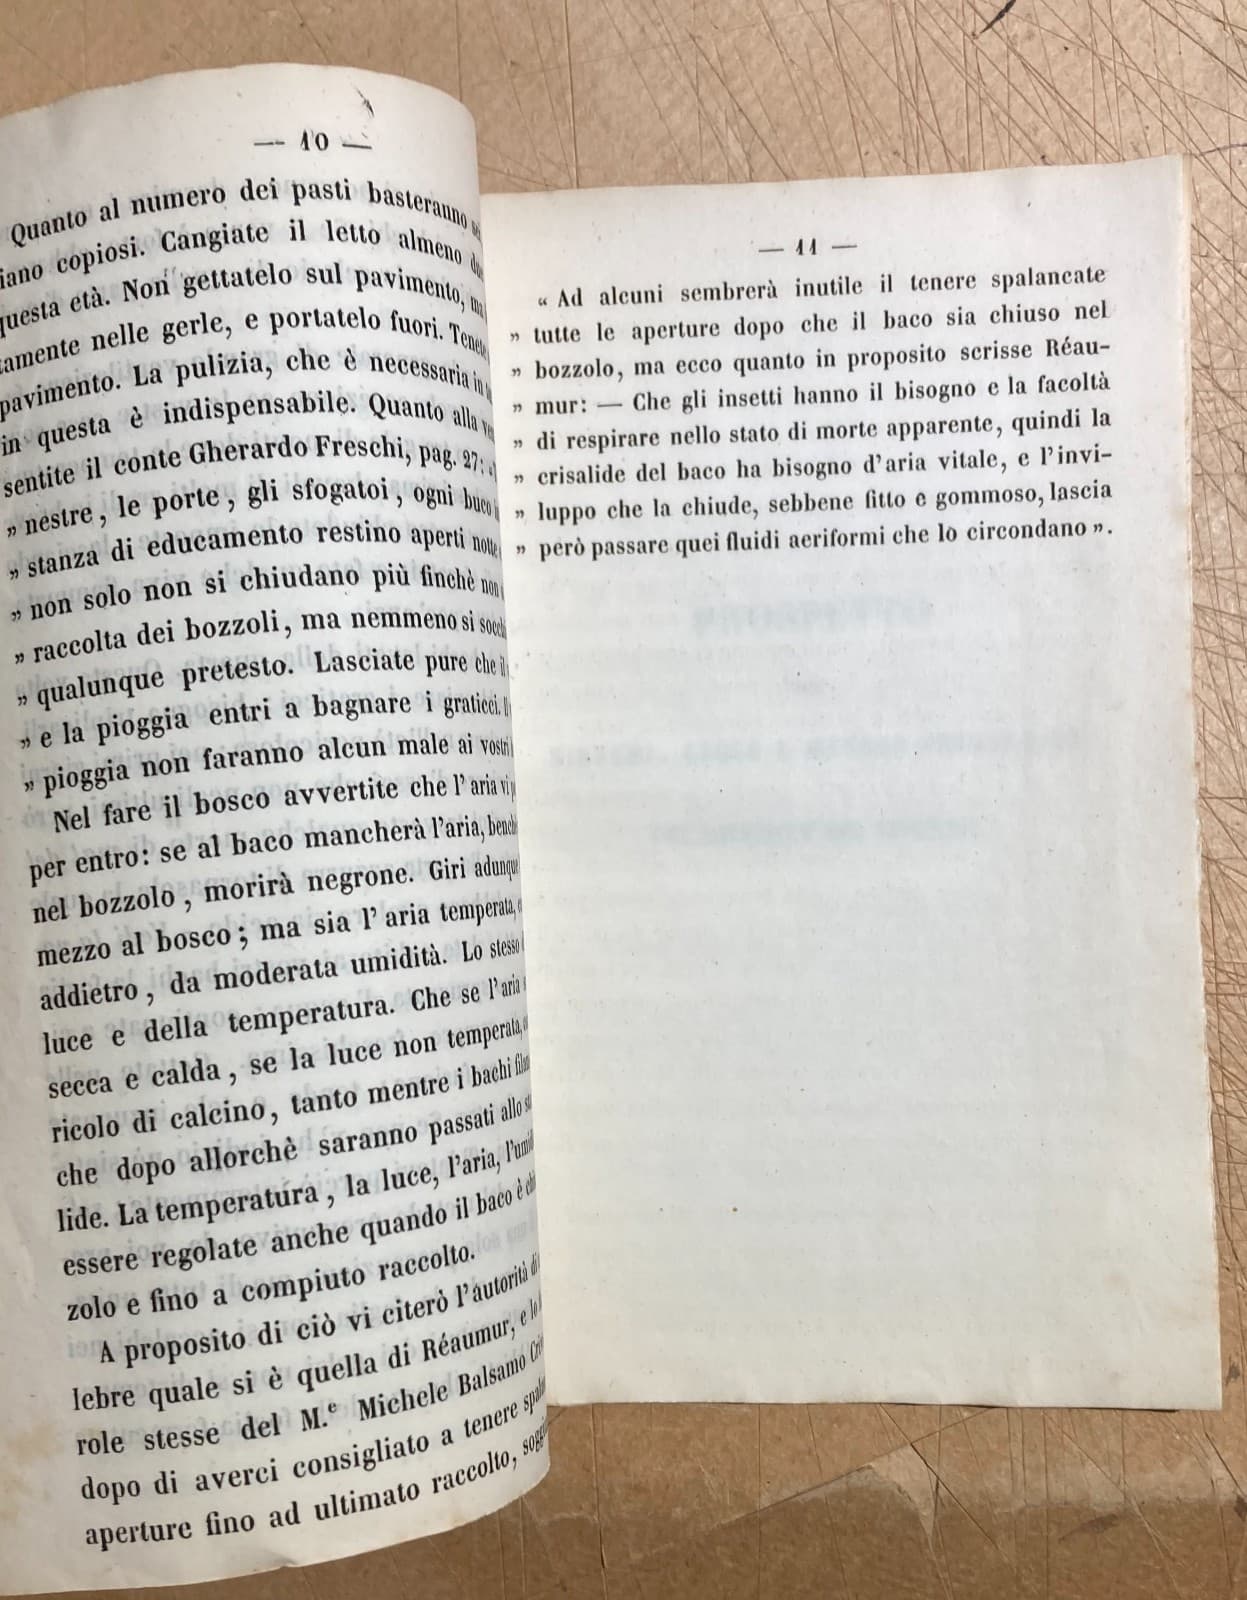 — 10 —
Quanto al numero dei pasti basteranno
iano copiosi. Cangiate il letto almeno
questa età. Non gettatelo sul pavimento, ma
tamente nelle gerle, e portatelo fuori. Tenete
pavimento. La pulizia, che è necessaria in
in questa è indispensabile. Quanto alla
sentite il conte Gherardo Freschi, pag. 27: «
» nestre, le porte, gli sfogatoi, ogni buco
» stanza di educamento restino aperti notte
» non solo non si chiudano più finchè non
» raccolta dei bozzoli, ma nemmeno si socch
» qualunque pretesto. Lasciate pure che il
» e la pioggia entri a bagnare i graticci. Il
» pioggia non faranno alcun male ai vostri
Nel fare il bosco avvertite che l'aria vi
per entro: se al baco mancherà l'aria, benchè
nel bozzolo, morirà negrone. Giri adunque
mezzo al bosco; ma sia l'aria temperata,
addietro, da moderata umidità. Lo stesso
luce e della temperatura. Che se l'aria
secca e calda, se la luce non temperata,
ricolo di calcino, tanto mentre i bachi
che dopo allorchè saranno passati allo
lide. La temperatura, la luce, l'aria, l'umi
essere regolate anche quando il baco è
zolo e fino a compiuto raccolto.
A proposito di ciò vi citerò l'autorità di
lebre quale si è quella di Réaumur, e
role stesse del M.e Michele Balsamo
dopo di averci consigliato a tenere
aperture fino ad ultimato raccolto,
— 11 —
« Ad alcuni sembrerà inutile il tenere spalancate
» tutte le aperture dopo che il baco sia chiuso nel
» bozzolo, ma ecco quanto in proposito scrisse Réau-
» mur: — Che gli insetti hanno il bisogno e la facoltà
» di respirare nello stato di morte apparente, quindi la
» crisalide del baco ha bisogno d'aria vitale, e l'invi-
» luppo che la chiude, sebbene fitto e gommoso, lascia
» però passare quei fluidi aeriformi che lo circondano ».